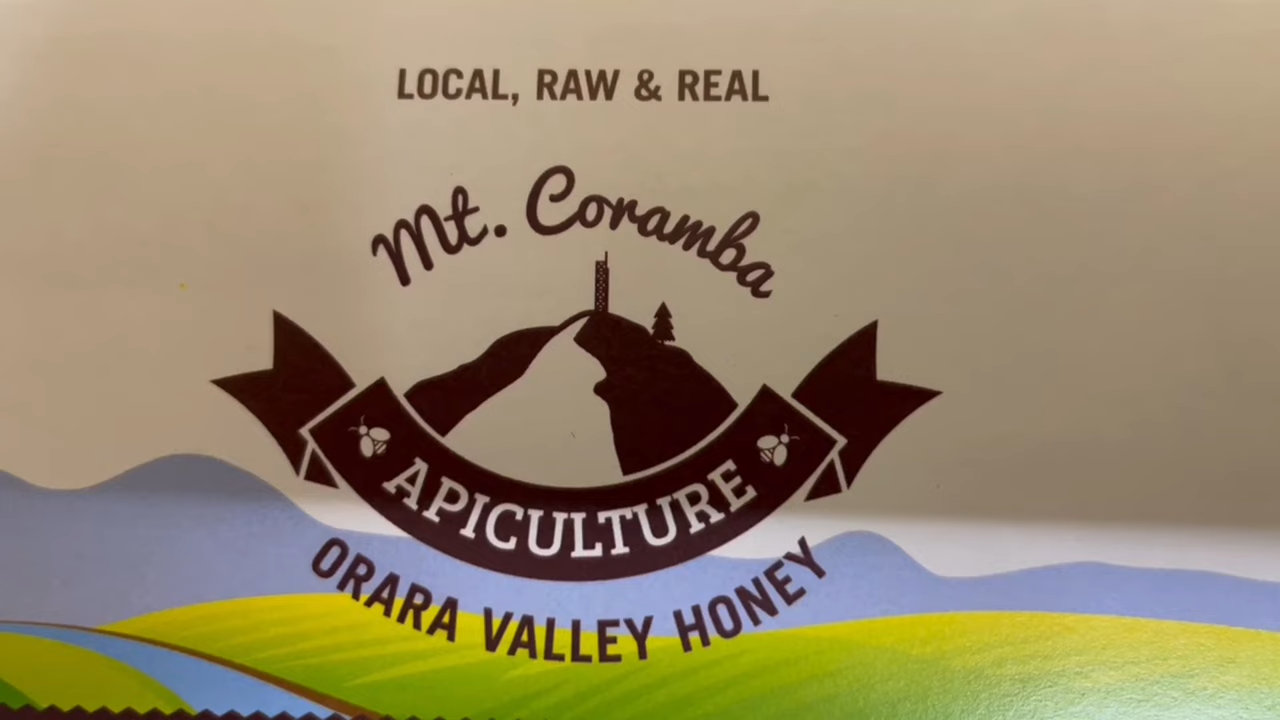 LOCAL, RAW & REAL
Mt. Coramba
APICULTURE
ORARA VALLEY HONEY